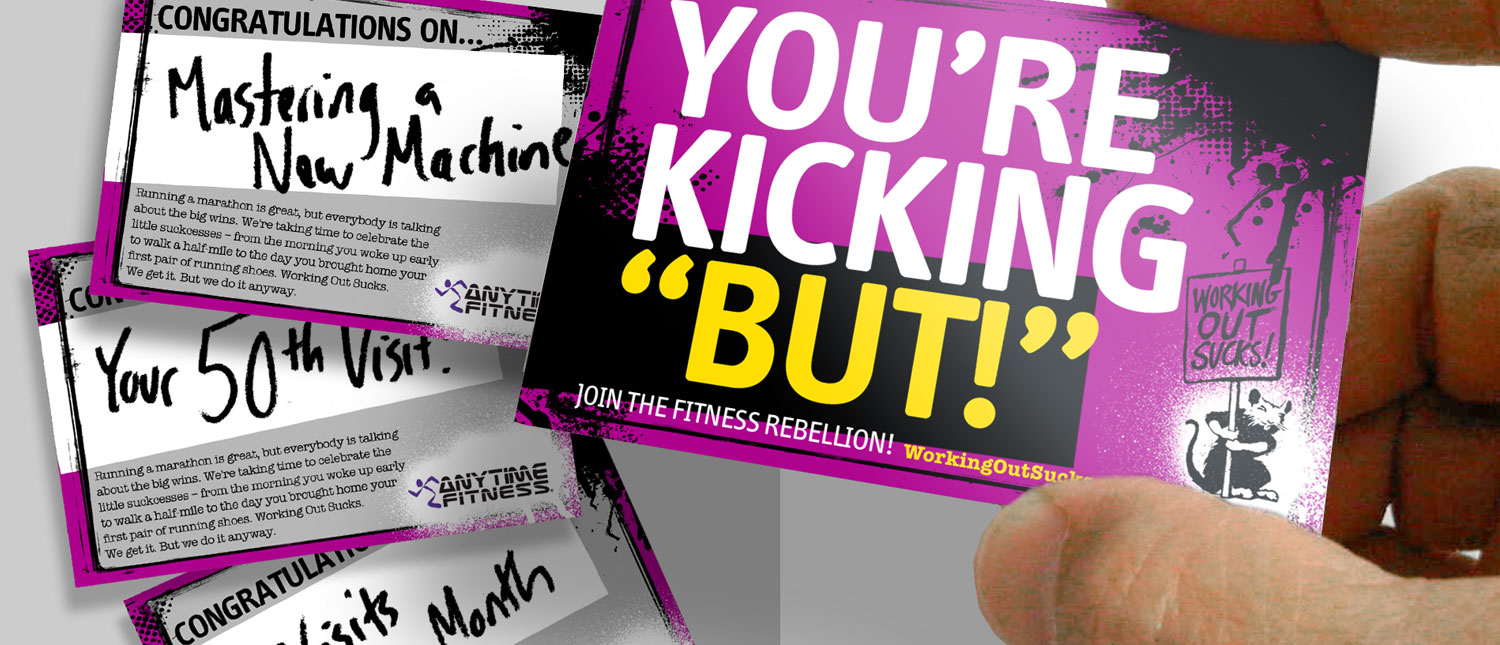 CONGRATULATIONS ON...
Mastering a
New Machine
Running a marathon is great, but everybody is talking
about the big wins. We're taking time to celebrate the
little suckcesses – from the morning you woke up early
to walk a half-mile to the day you brought home your
first pair of running shoes. Working Out Sucks.
We get it. But we do it anyway.
ANYTIME
FITNE
Your 50th Visit!
Running a marathon is great, but everybody is talking
about the big wins. We're taking time to celebrate the
little suckcesses – from the morning you woke up early
to walk a half-mile to the day you brought home your
first pair of running shoes. Working Out Sucks.
We get it. But we do it anyway.
ANYTIME
FITNESS
CONGRATULATIO
Visits
Month
YOU'RE
KICKING
“BUT!”
JOIN THE FITNESS REBELLION! WorkingOutSucks
WORKING
OUT
SUCKS!